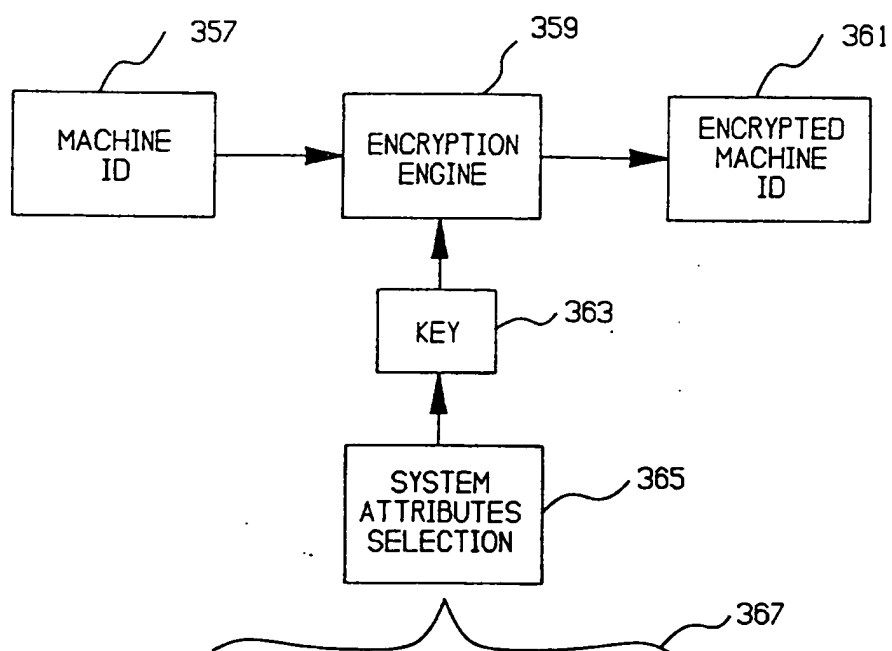 357
359
361
MACHINE
ID
ENCRYPTION
ENGINE
ENCRYPTED
MACHINE
ID
KEY
363
SYSTEM
ATTRIBUTES
SELECTION
365
367